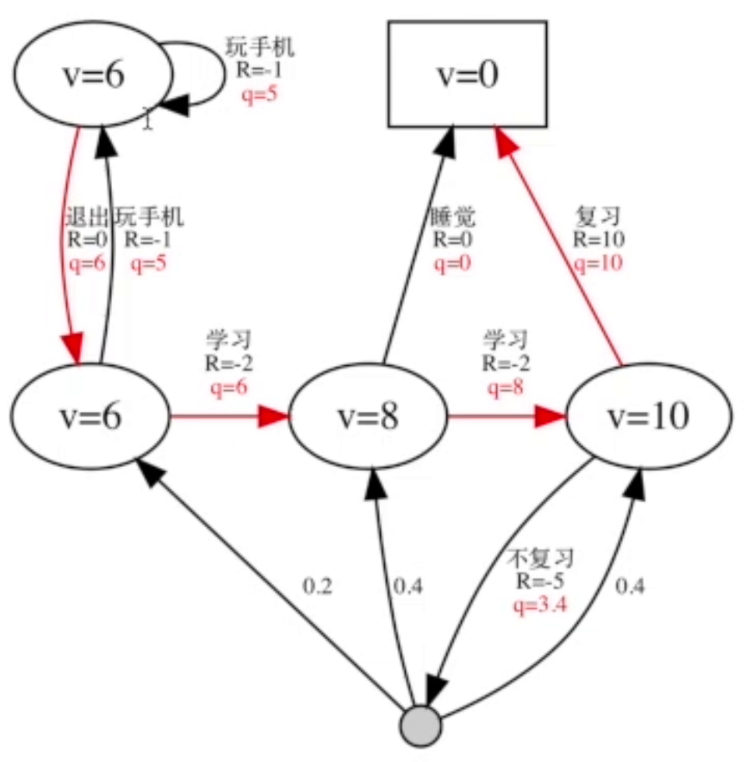 v=6
玩手机
R=-1
q=5
v=0
退出
R=0
q=6
玩手机
R=-1
q=5
睡觉
R=0
q=0
复习
R=10
q=10
v=6
学习
R=-2
q=6
v=8
学习
R=-2
q=8
v=10
0.2
0.4
不复习
R=-5
q=3.4
0.4